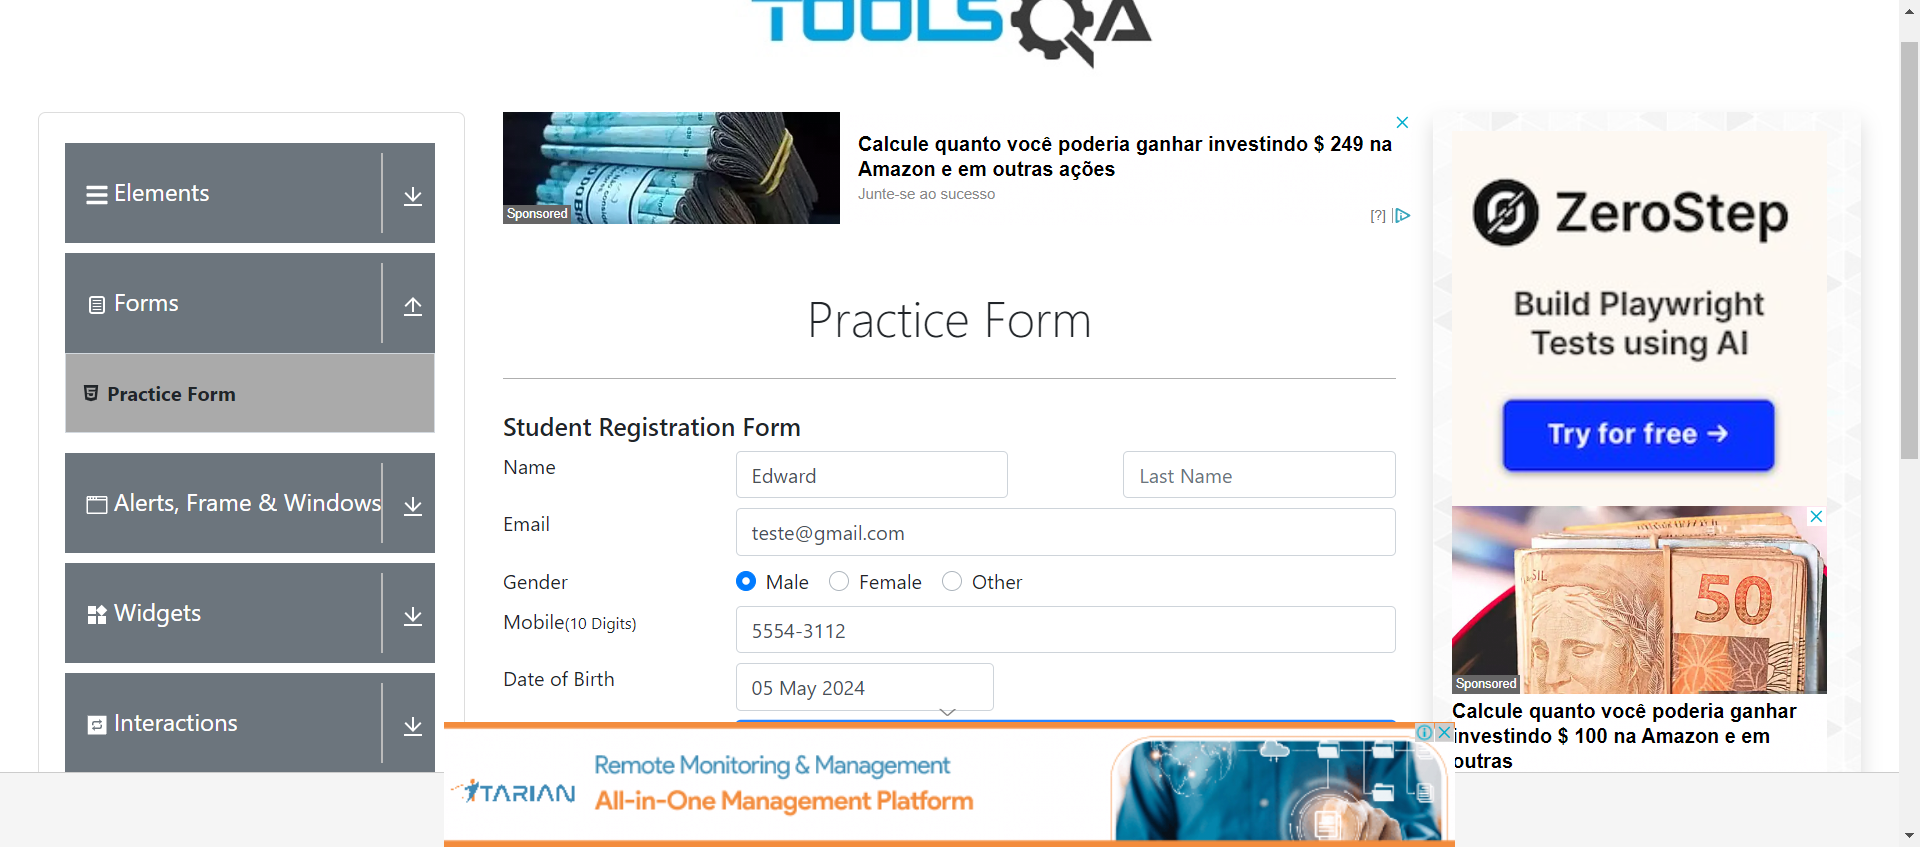 TOOLSQA
Elements
Forms
Practice Form
Alerts, Frame & Windows
Widgets
Interactions
Sponsored
Calcule quanto você poderia ganhar investindo $ 249 na
Amazon e em outras ações
Junte-se ao sucesso
[?]
Practice Form
Student Registration Form
Name
Edward
Last Name
Email
teste@gmail.com
Gender
Male
Female
Other
Mobile(10 Digits)
5554-3112
Date of Birth
05 May 2024
ITARIAN
Remote Monitoring & Management
All-in-One Management Platform
ZeroStep
Build Playwright
Tests using AI
Try for free →
50
Sponsored
Calcule quanto você poderia ganhar
investindo $ 100 na Amazon e em
outras